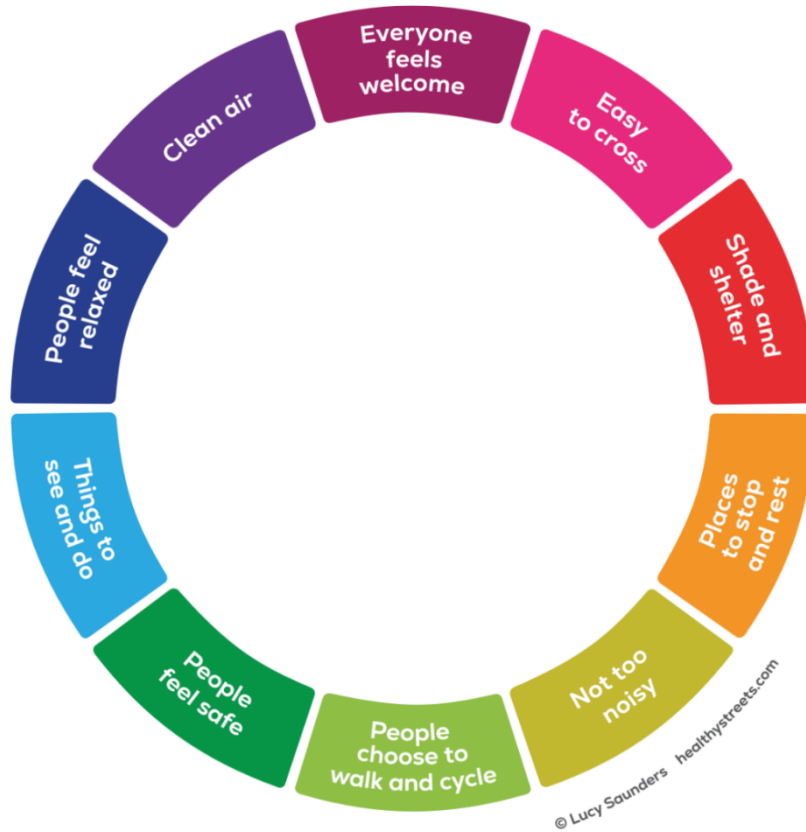 Everyone
feels
welcome
Easy
to cross
Shade and
shelter
Places
to stop
and rest
Not too
noisy
People
choose to
walk and cycle
People
feel safe
Things to
see and do
People feel
relaxed
Clean air
© Lucy Saunders healthystreets.com